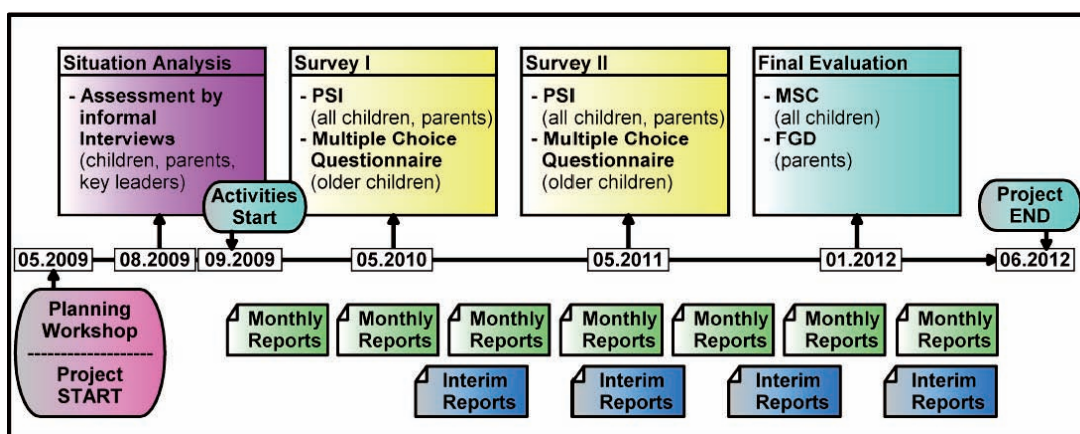 Situation Analysis
- Assessment by
informal
Interviews
(children, parents,
key leaders)
Survey I
- PSI
(all children, parents)
- Multiple Choice
Questionnaire
(older children)
Survey II
- PSI
(all children, parents)
- Multiple Choice
Questionnaire
(older children)
Final Evaluation
- MSC
(all children)
- FGD
(parents)
Activities
Start
Project
END
05.2009
08.2009
09.2009
05.2010
05.2011
01.2012
06.2012
Planning
Workshop
Project
START
Monthly
Reports
Monthly
Reports
Monthly
Reports
Monthly
Reports
Monthly
Reports
Monthly
Reports
Monthly
Reports
Interim
Reports
Interim
Reports
Interim
Reports
Interim
Reports